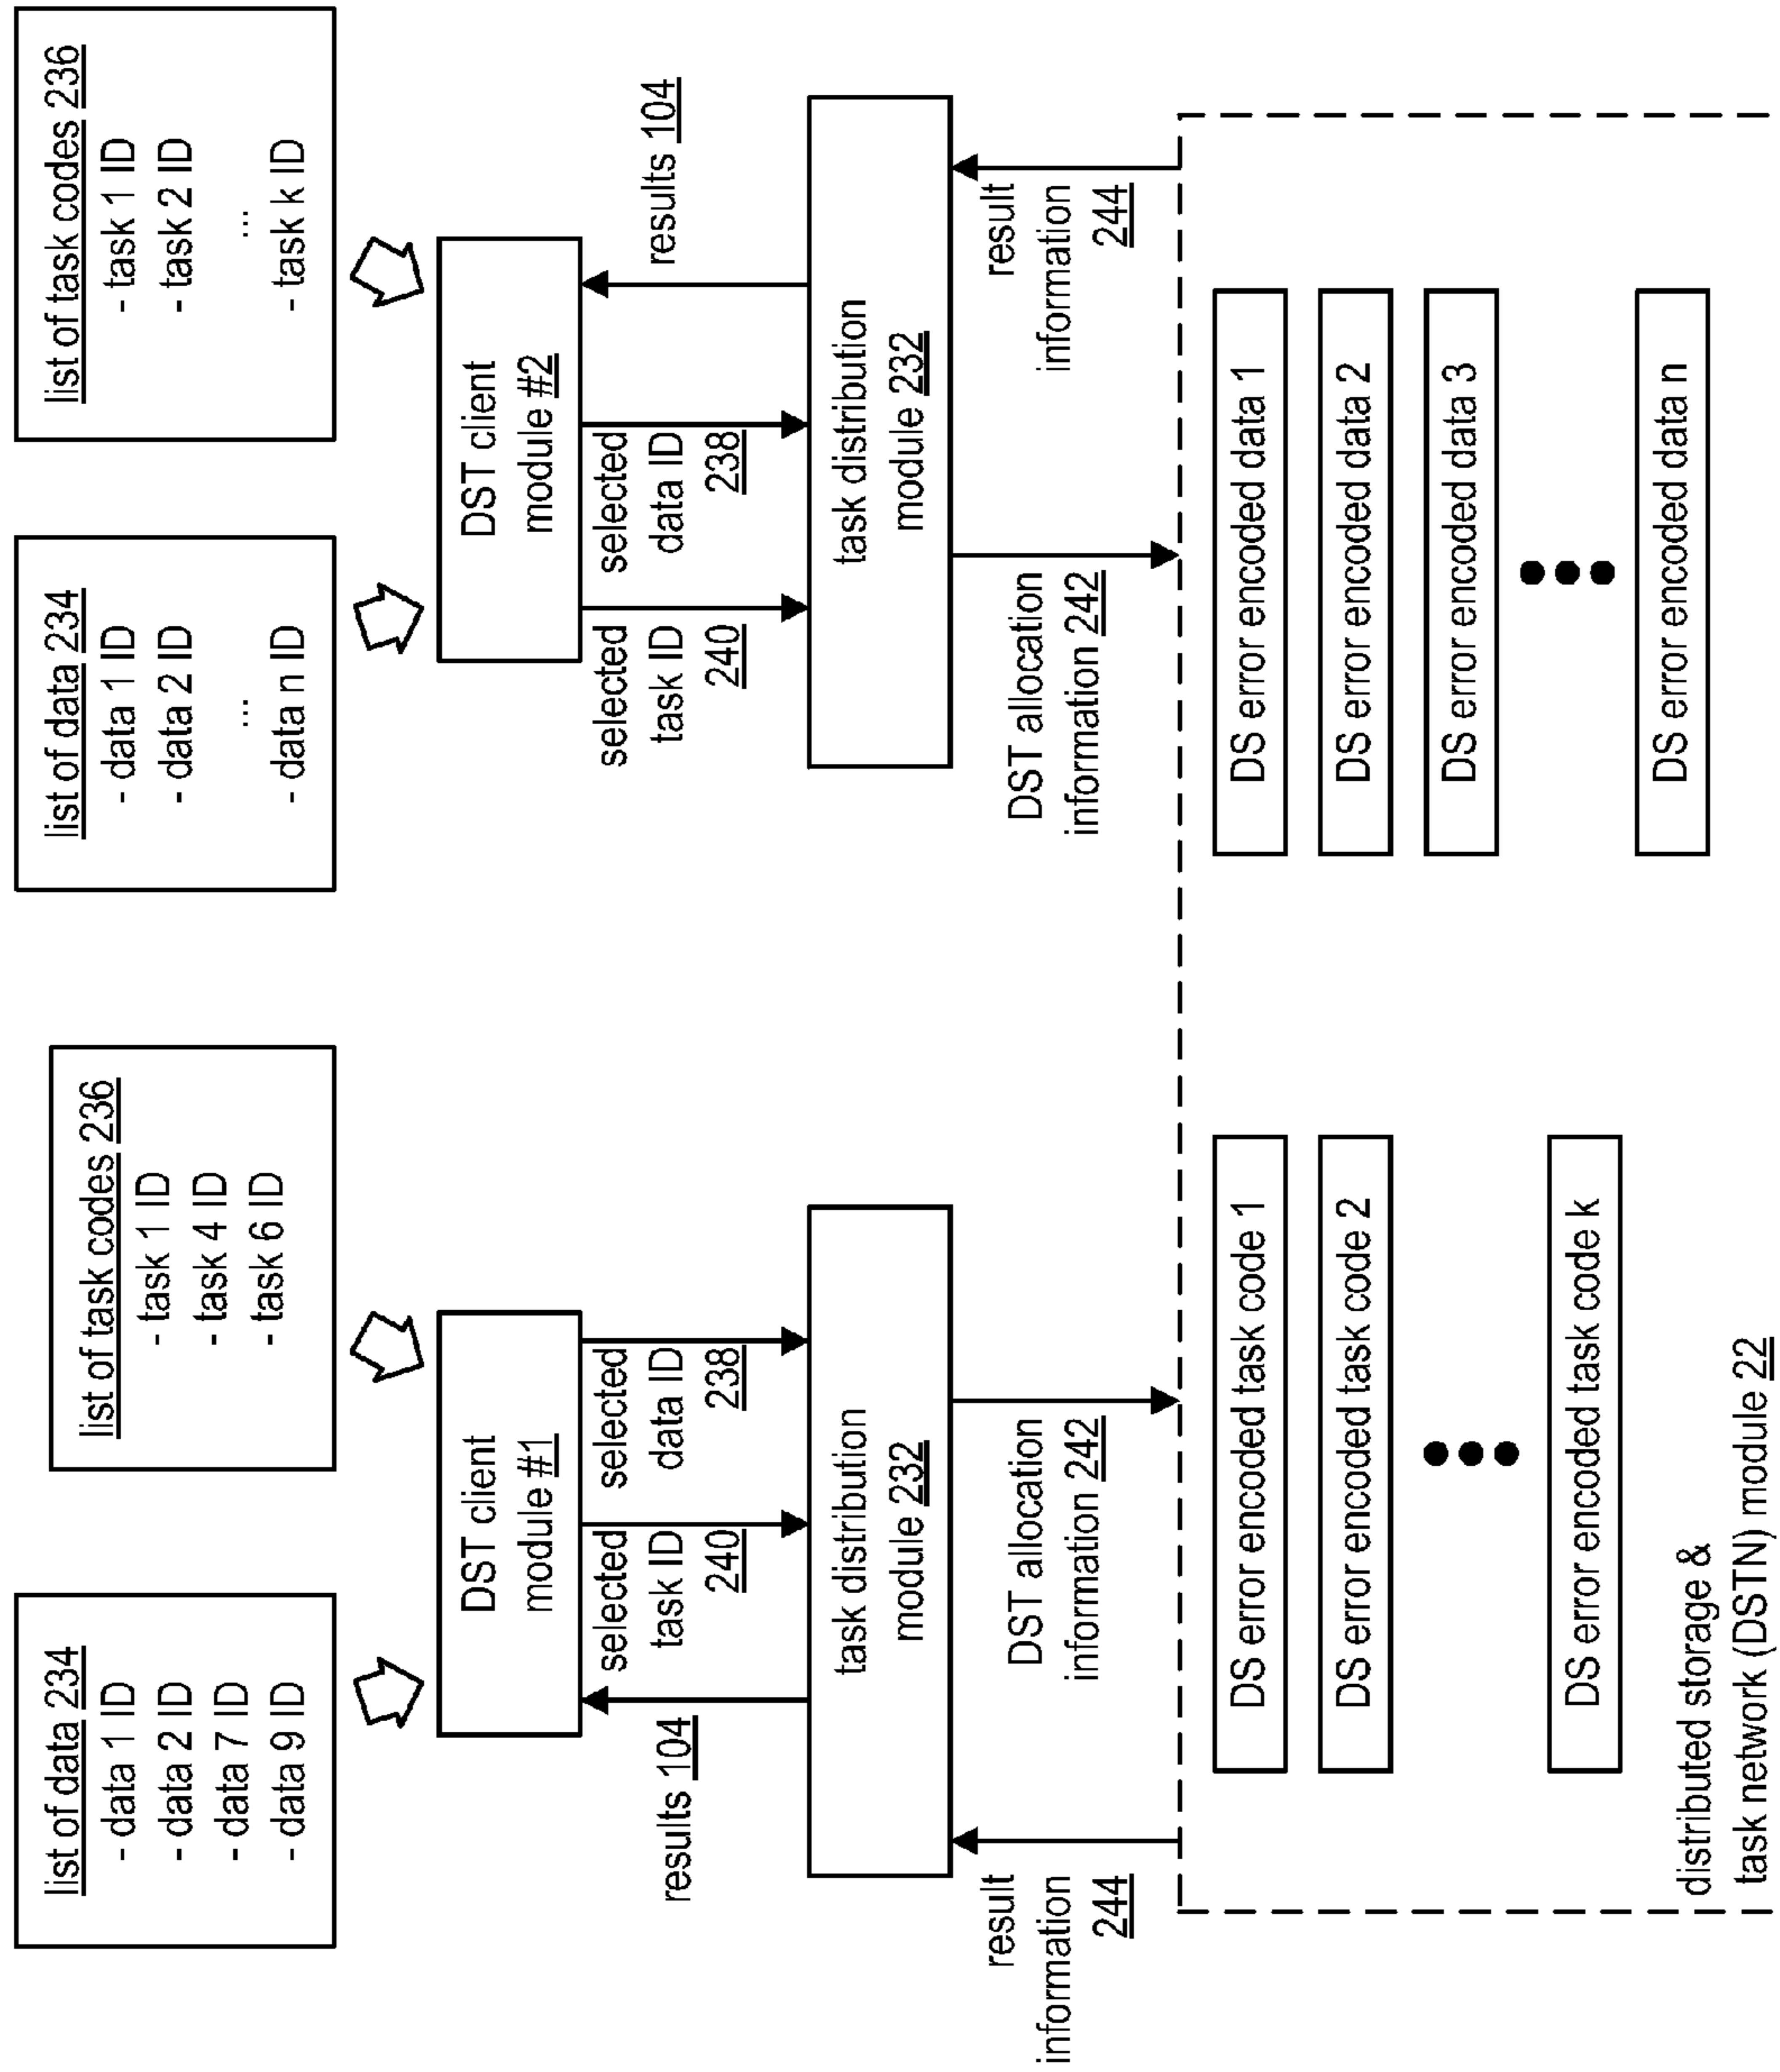 list of data 234
- data 1 ID
- data 2 ID
- data 7 ID
- data 9 ID
list of task codes 236
- task 1 ID
- task 4 ID
- task 6 ID
list of data 234
- data 1 ID
- data 2 ID
...
- data n ID
list of task codes 236
- task 1 ID
- task 2 ID
...
- task k ID
DST client
module #1
DST client
module #2
results 104
selected
task ID
240
selected
data ID
238
selected
task ID
240
selected
data ID
238
results 104
task distribution
module 232
task distribution
module 232
result
information
244
DST allocation
information 242
DST allocation
information 242
result
information
244
DS error encoded task code 1
DS error encoded task code 2
DS error encoded task code k
DS error encoded data 1
DS error encoded data 2
DS error encoded data 3
DS error encoded data n
distributed storage &
task network (DSTN) module 22